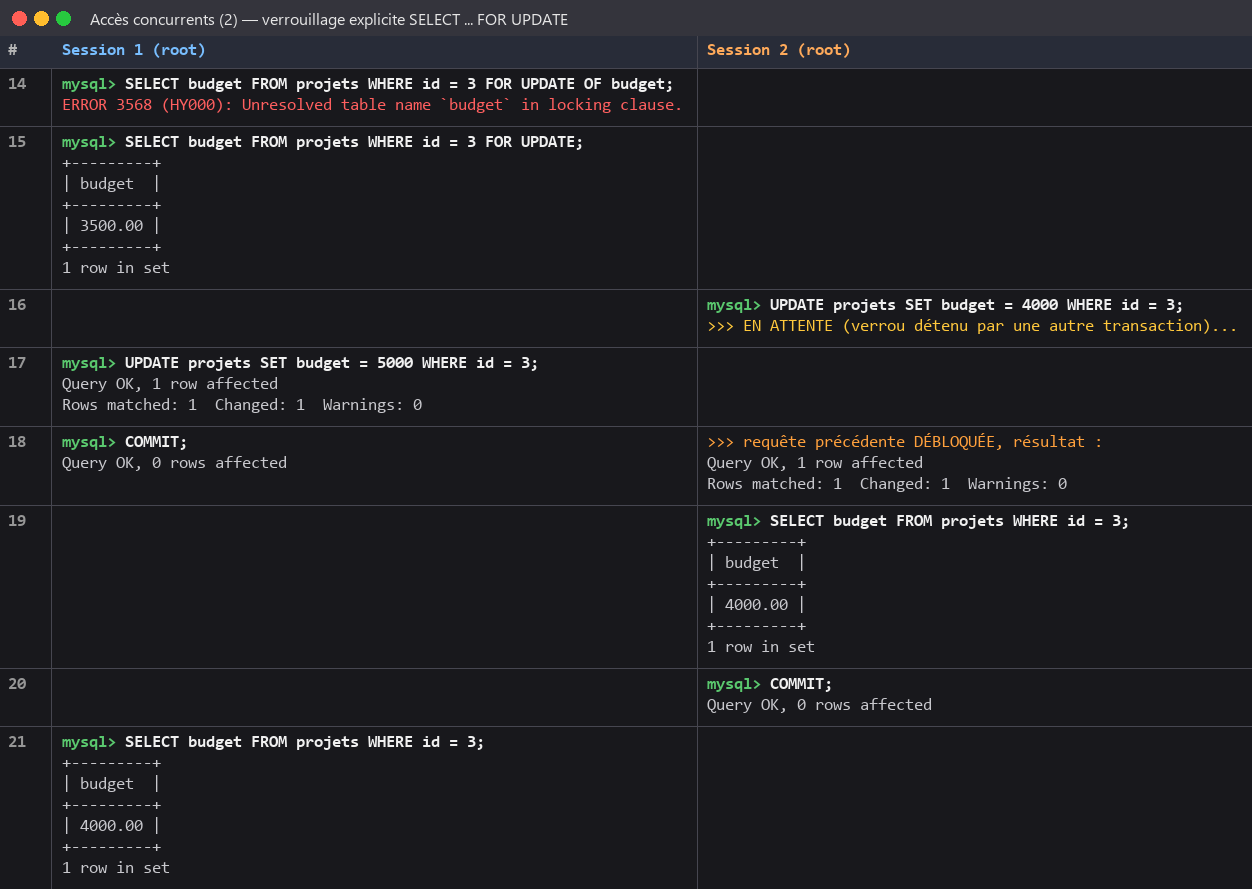 Accès concurrents (2) — verrouillage explicite SELECT ... FOR UPDATE
# Session 1 (root) Session 2 (root)
14 mysql> SELECT budget FROM projets WHERE id = 3 FOR UPDATE OF budget;
ERROR 3568 (HY000): Unresolved table name `budget` in locking clause.
15 mysql> SELECT budget FROM projets WHERE id = 3 FOR UPDATE;
+---------+
| budget  |
+---------+
| 3500.00 |
+---------+
1 row in set
16 mysql> UPDATE projets SET budget = 4000 WHERE id = 3;
>>> EN ATTENTE (verrou détenu par une autre transaction)...
17 mysql> UPDATE projets SET budget = 5000 WHERE id = 3;
Query OK, 1 row affected
Rows matched: 1  Changed: 1  Warnings: 0
18 mysql> COMMIT;
Query OK, 0 rows affected
>>> requête précédente DÉBLOQUÉE, résultat :
Query OK, 1 row affected
Rows matched: 1  Changed: 1  Warnings: 0
19 mysql> SELECT budget FROM projets WHERE id = 3;
+---------+
| budget  |
+---------+
| 4000.00 |
+---------+
1 row in set
20 mysql> COMMIT;
Query OK, 0 rows affected
21 mysql> SELECT budget FROM projets WHERE id = 3;
+---------+
| budget  |
+---------+
| 4000.00 |
+---------+
1 row in set